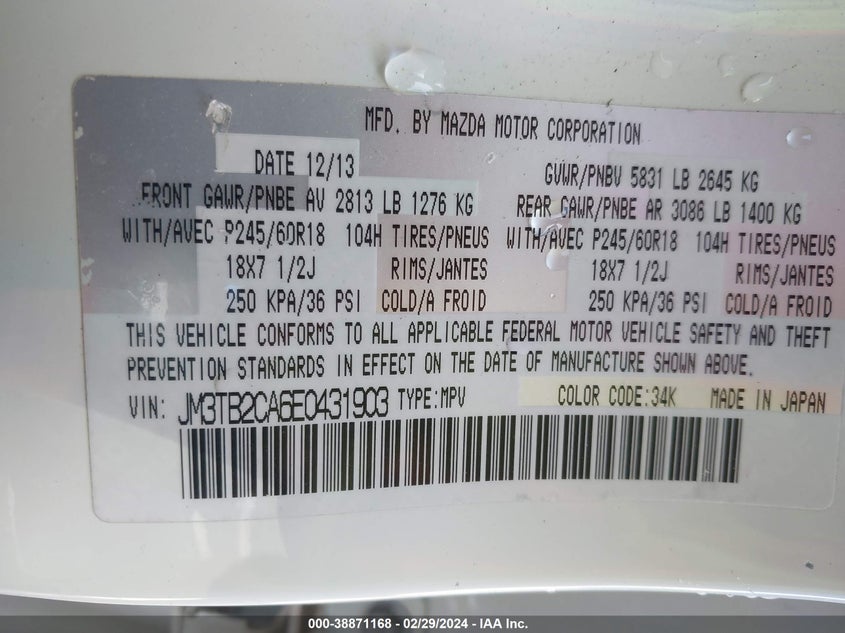 MFD. BY MAZDA MOTOR CORPORATION
DATE 12/13 GVWR/PNBV 5831 LB 2645 KG
FRONT GAWR/PNBE AV 2813 LB 1276 KG REAR GAWR/PNBE AR 3086 LB 1400 KG
WITH/AVEC P245/60R18 104H TIRES/PNEUS WITH/AVEC P245/60R18 104H TIRES/PNEUS
18X7 1/2J RIMS/JANTES 18X7 1/2J RIMS/JANTES
250 KPA/36 PSI COLD/A FROID 250 KPA/36 PSI COLD/A FROID
THIS VEHICLE CONFORMS TO ALL APPLICABLE FEDERAL MOTOR VEHICLE SAFETY AND THEFT
PREVENTION STANDARDS IN EFFECT ON THE DATE OF MANUFACTURE SHOWN ABOVE.
VIN: JM3TB2CA6E0431903 TYPE:MPV COLOR CODE:34K MADE IN JAPAN
000-38871168 - 02/29/2024 - IAA Inc.